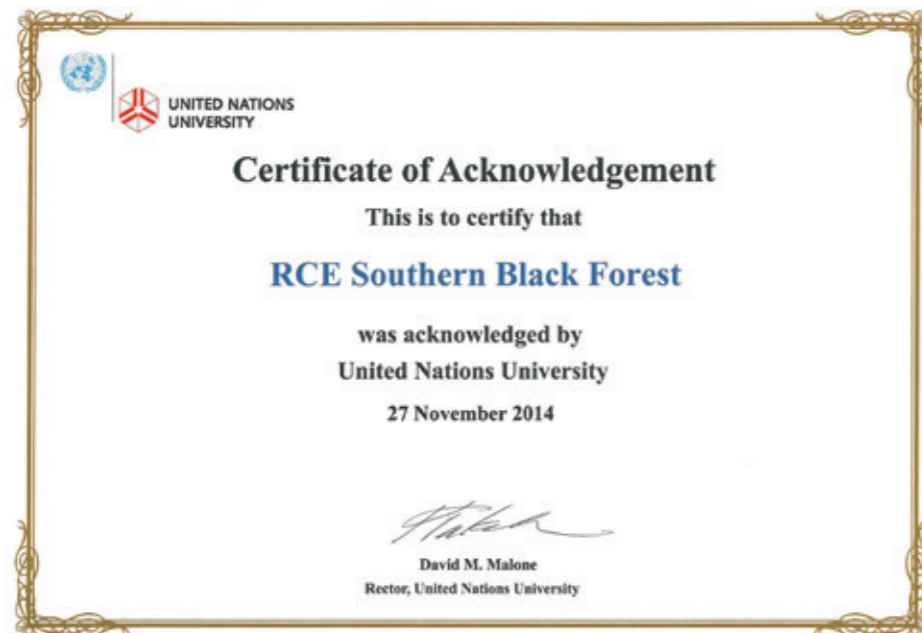 UNITED NATIONS
UNIVERSITY
Certificate of Acknowledgement
This is to certify that
RCE Southern Black Forest
was acknowledged by
United Nations University
27 November 2014
David M. Malone
Rector, United Nations University